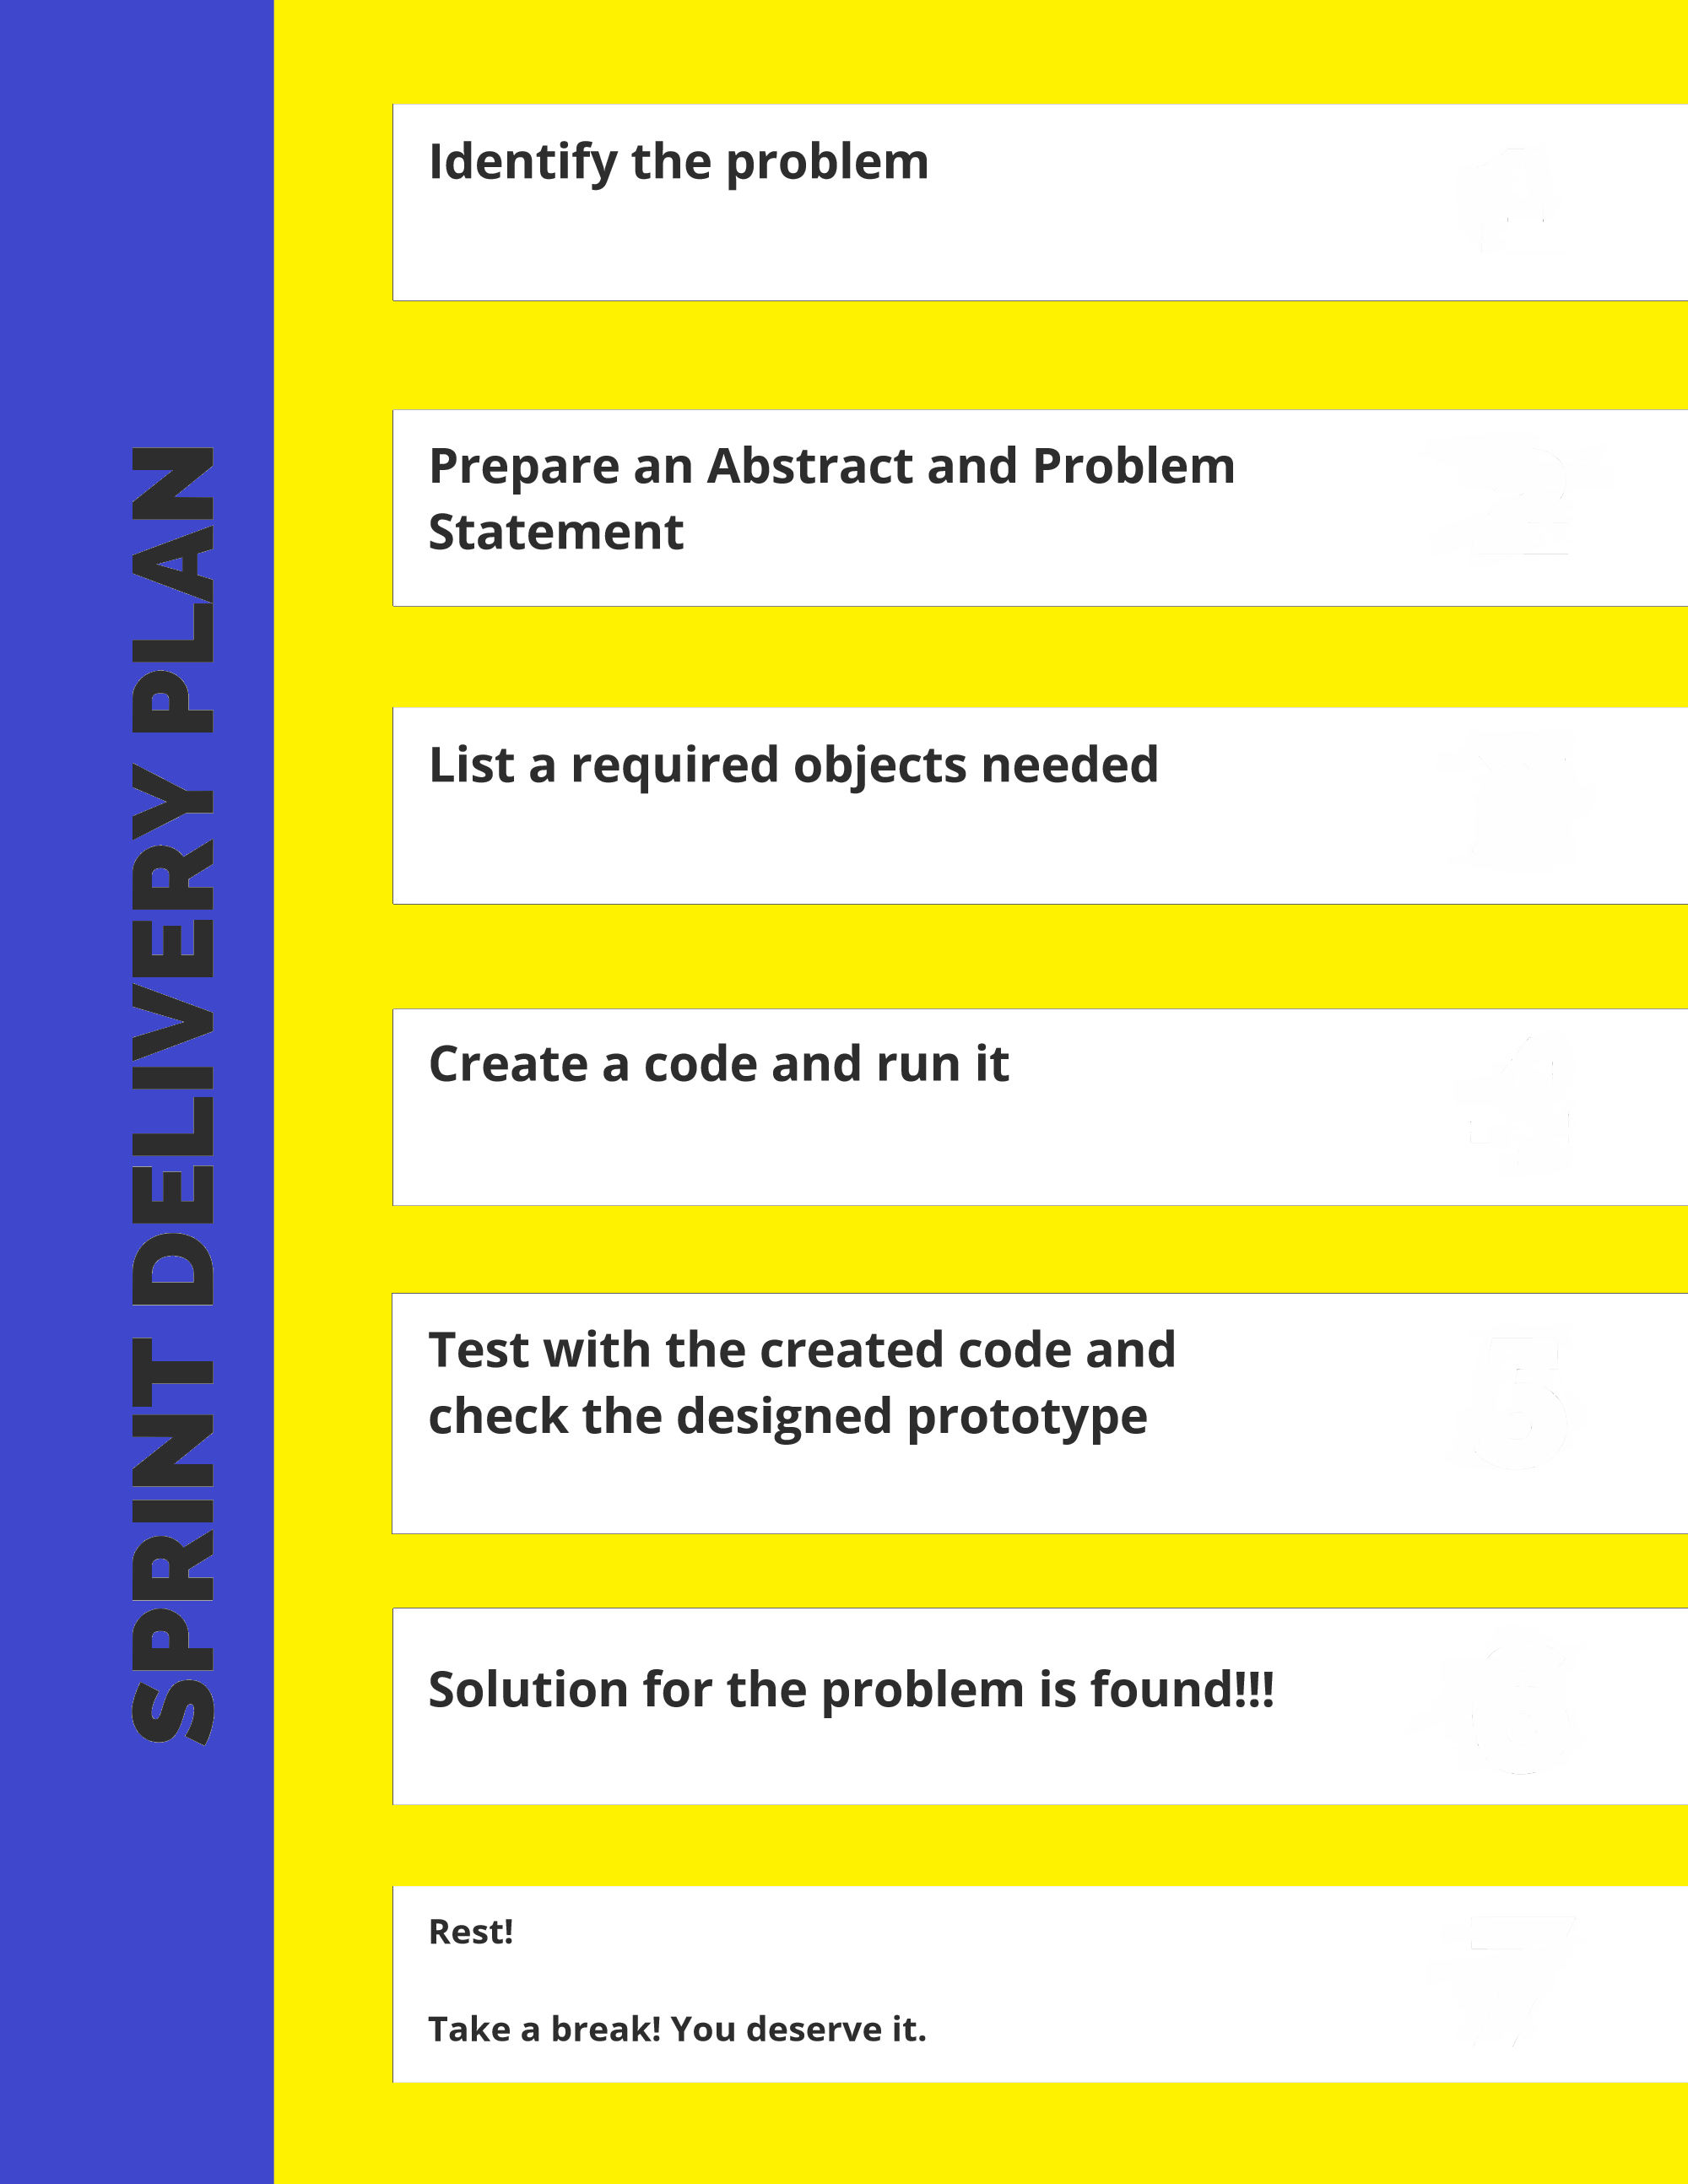 SPRINT DELIVERY PLAN
Identify the problem
Prepare an Abstract and Problem
Statement
List a required objects needed
Create a code and run it
Test with the created code and
check the designed prototype
Solution for the problem is found!!!
Rest!
Take a break! You deserve it.